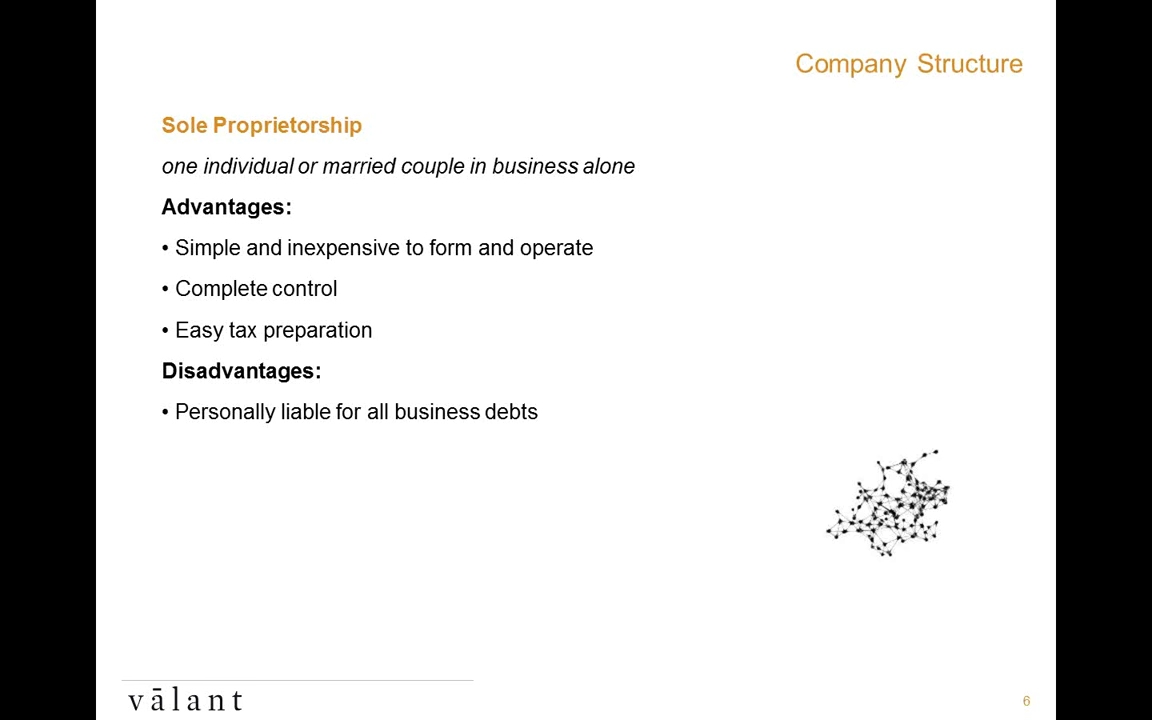 Company Structure
Sole Proprietorship
one individual or married couple in business alone
Advantages:
• Simple and inexpensive to form and operate
• Complete control
• Easy tax preparation
Disadvantages:
• Personally liable for all business debts
vālant
6